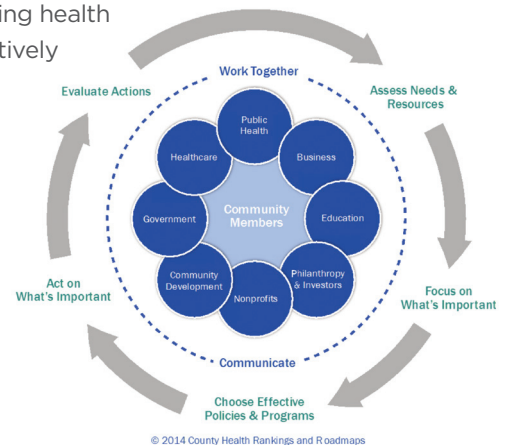 ing health
tively
Work Together
Evaluate Actions
Assess Needs &
Resources
Public
Health
Healthcare
Business
Government
Community
Members
Education
Community
Development
Philanthropy
& Investors
Nonprofits
Act on
What's Important
Focus on
What's Important
Communicate
Choose Effective
Policies & Programs
© 2014 County Health Rankings and Roadmaps